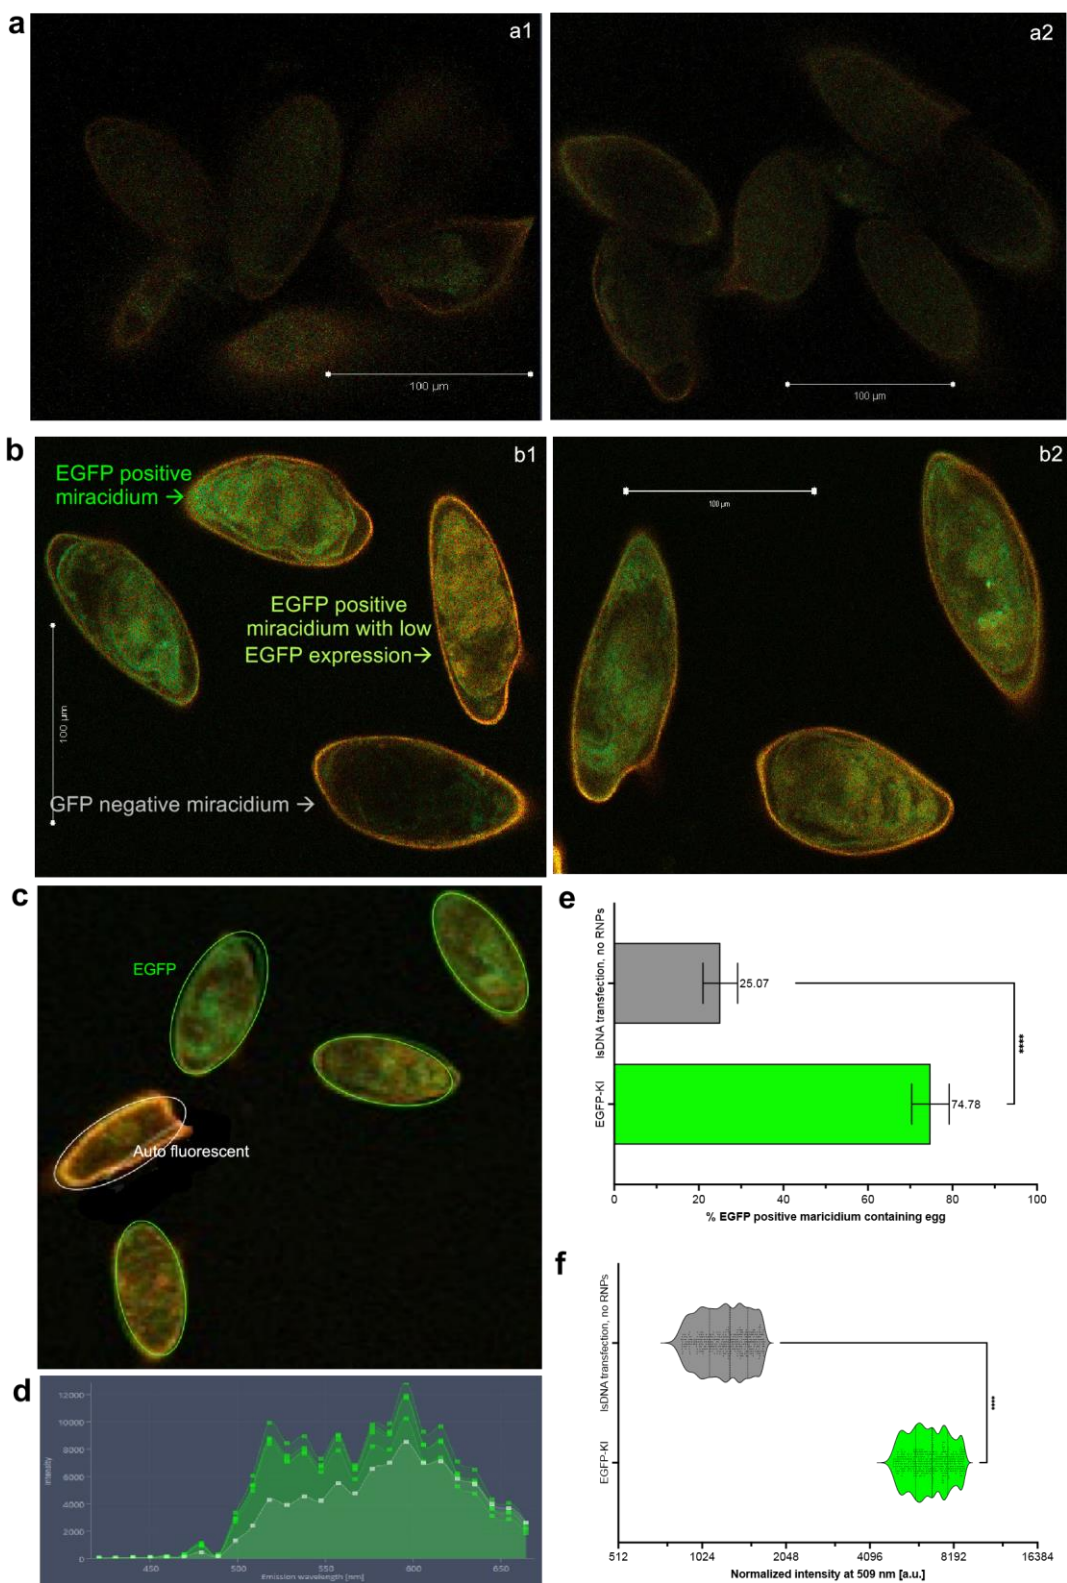 a
a1
100 µm
a2
100 µm
b
b1
EGFP positive
miracidium →
EGFP positive
miracidium with low
EGFP expression→
100 µm
GFP negative miracidium →
b2
100 µm
c
EGFP
Auto fluorescent
d
12000
10000
8000
6000
4000
2000
0
Intensity
450
500
550
600
650
Emission wavelength [nm]
e
lsDNA transfection, no RNPs
EGFP-KI
25.07
74.78
****
0
20
40
60
80
100
% EGFP positive maricidium containing egg
f
lsDNA transfection, no RNPs
EGFP-KI
****
512
1024
2048
4096
8192
16384
Normalized intensity at 509 nm [a.u.]